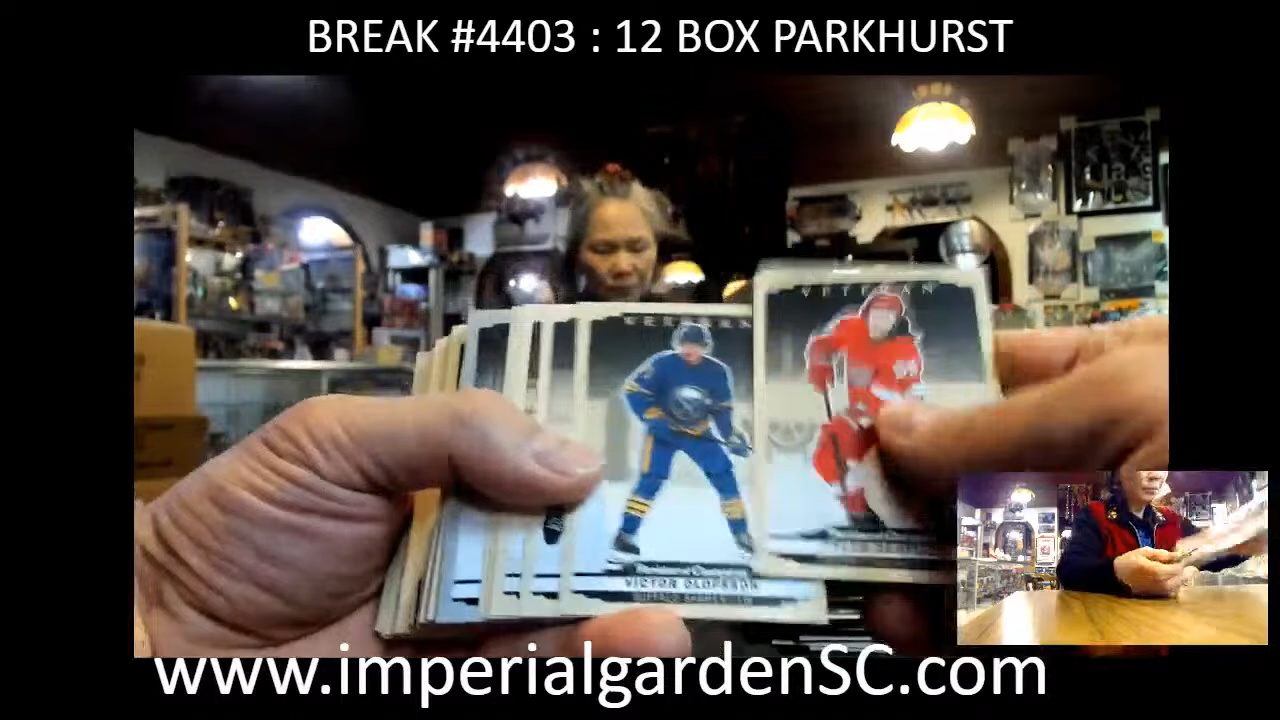 BREAK #4403 : 12 BOX PARKHURST
VETERAN
VETERAN
VICTOR OLOFSSON
www.imperialgardenSC.com